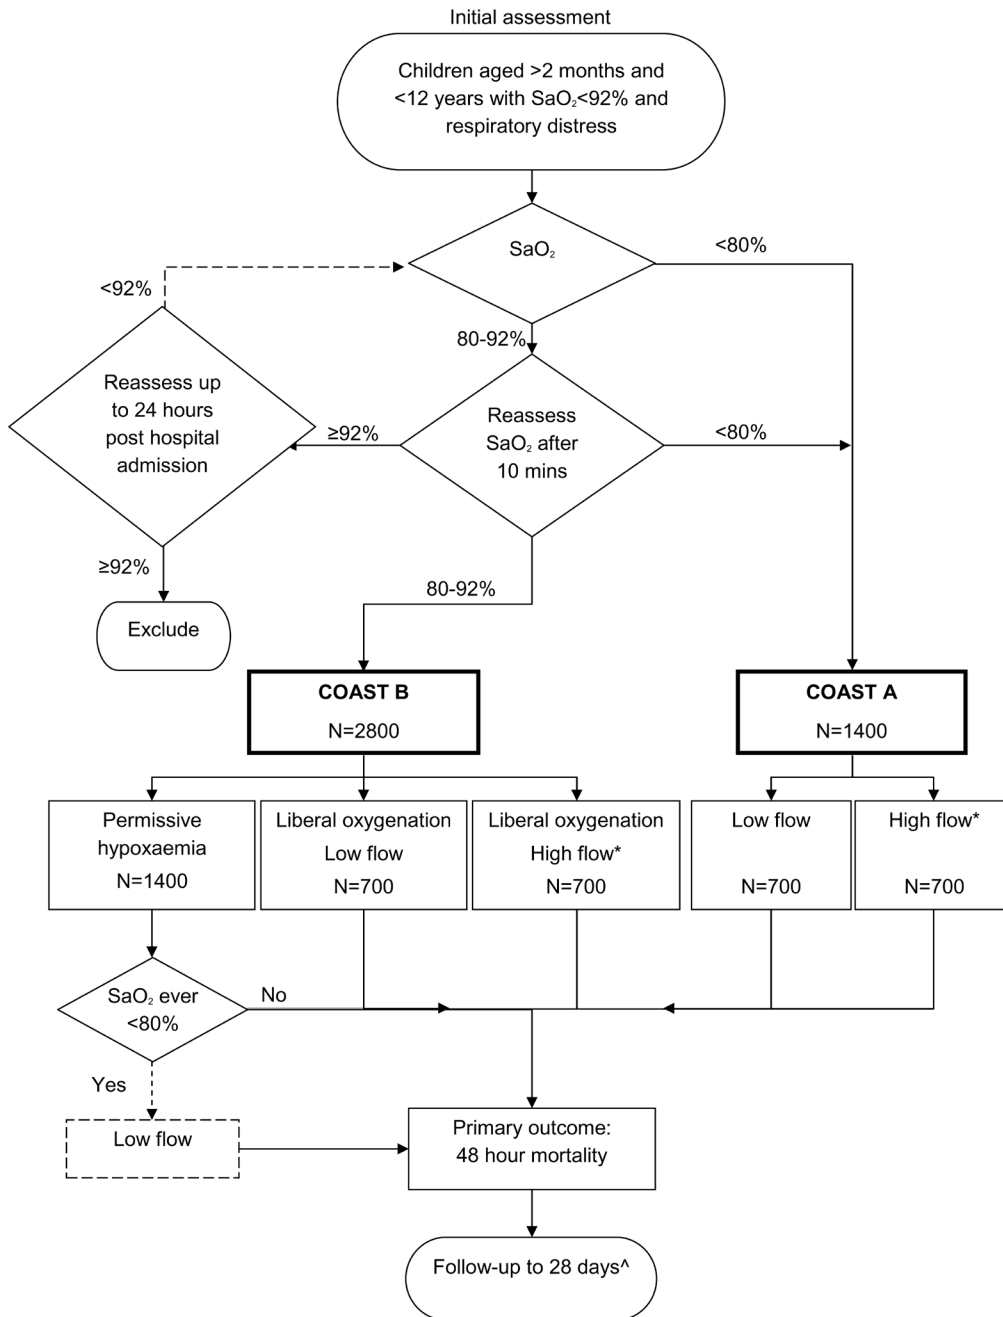 Initial assessment
Children aged >2 months and
<12 years with SaO₂<92% and
respiratory distress
SaO₂
<80%
<92%
80-92%
Reassess up
to 24 hours
post hospital
admission
≥92%
Reassess
SaO₂ after
10 mins
<80%
≥92%
80-92%
Exclude
COAST B
N=2800
COAST A
N=1400
Permissive
hypoxaemia
N=1400
Liberal oxygenation
Low flow
N=700
Liberal oxygenation
High flow*
N=700
Low flow
N=700
High flow*
N=700
SaO₂ ever
<80%
No
Yes
Low flow
Primary outcome:
48 hour mortality
Follow-up to 28 days^